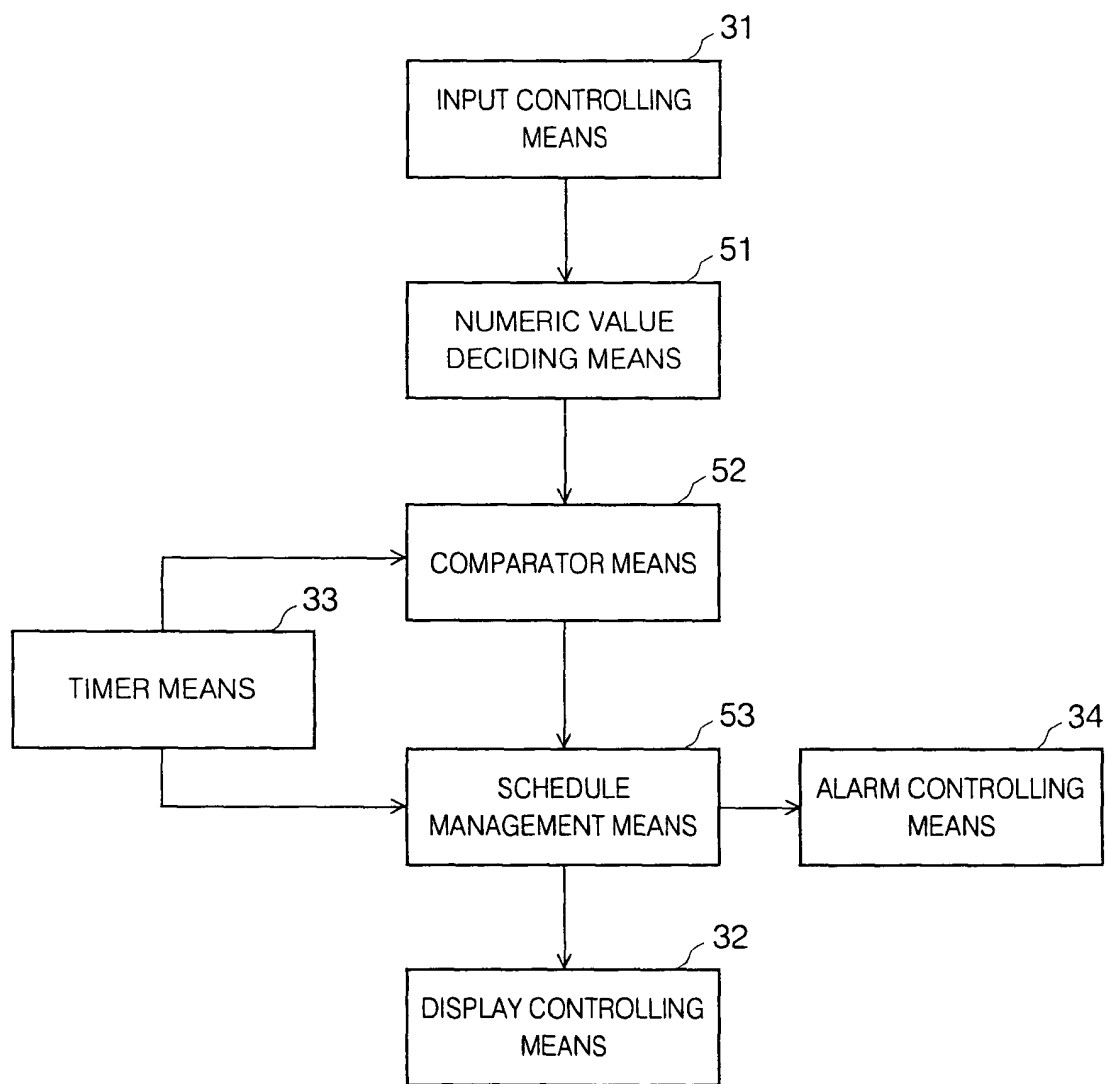 31
INPUT CONTROLLING
MEANS
51
NUMERIC VALUE
DECIDING MEANS
52
COMPARATOR MEANS
33
TIMER MEANS
53
SCHEDULE
MANAGEMENT MEANS
34
ALARM CONTROLLING
MEANS
32
DISPLAY CONTROLLING
MEANS